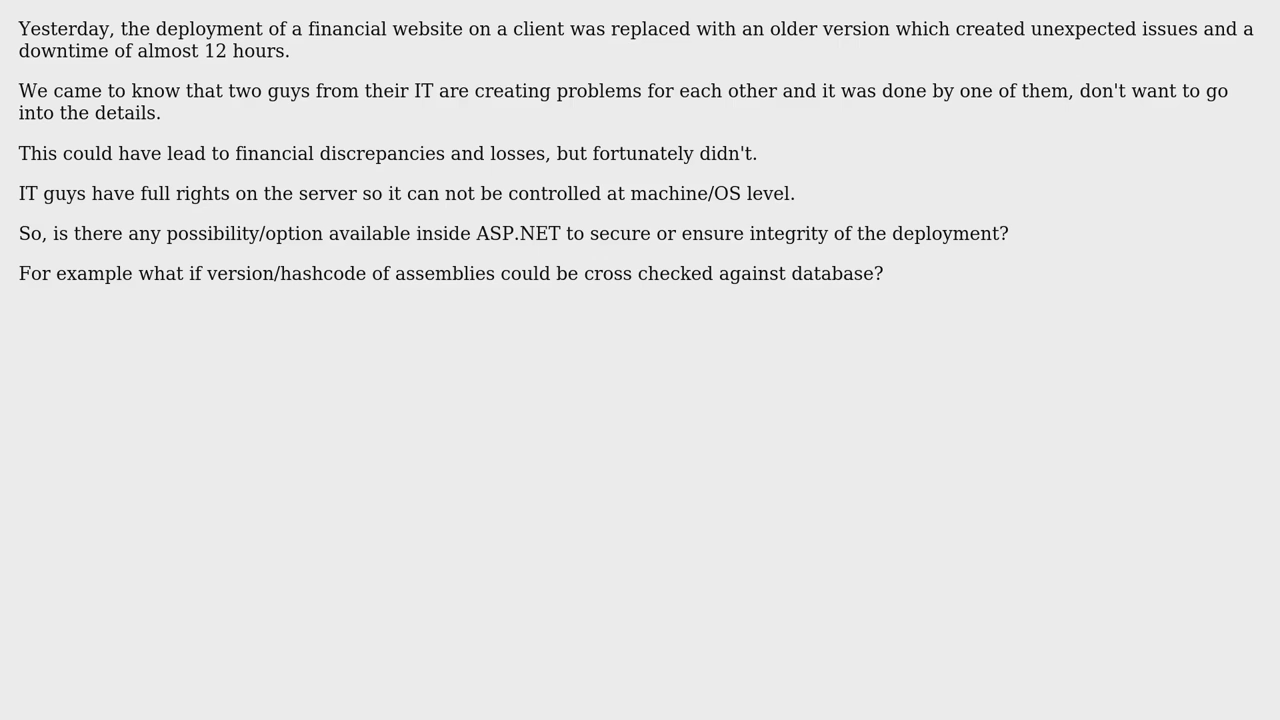 Yesterday, the deployment of a financial website on a client was replaced with an older version which created unexpected issues and a
downtime of almost 12 hours.
We came to know that two guys from their IT are creating problems for each other and it was done by one of them, don't want to go
into the details.
This could have lead to financial discrepancies and losses, but fortunately didn't.
IT guys have full rights on the server so it can not be controlled at machine/OS level.
So, is there any possibility/option available inside ASP.NET to secure or ensure integrity of the deployment?
For example what if version/hashcode of assemblies could be cross checked against database?